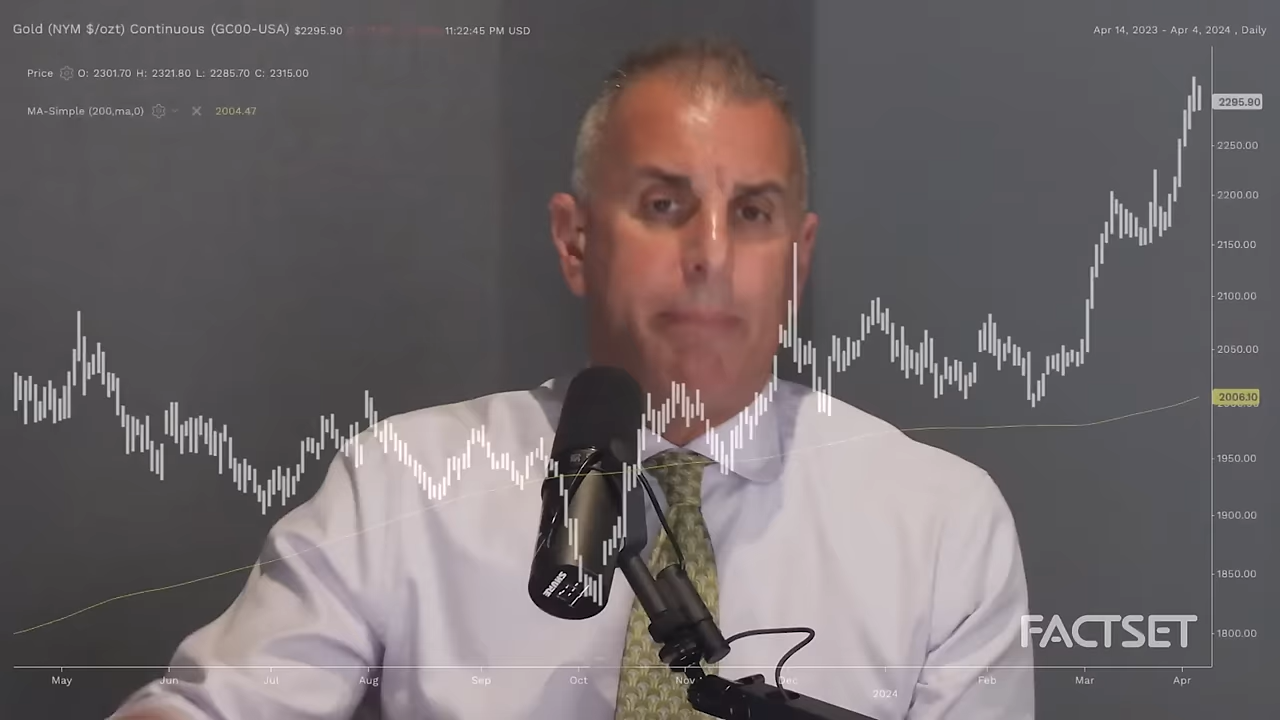 Gold (NYM $/ozt) Continuous (GC00-USA) $2295.90 11:22:45 PM USD
Apr 14, 2023 - Apr 4, 2024 , Daily
Price O: 2301.70 H: 2321.80 L: 2285.70 C: 2315.00
MA-Simple (200,ma,0) 2004.47
2295.90
2250.00
2200.00
2150.00
2100.00
2050.00
2006.10
1950.00
1900.00
1850.00
1800.00
SHURE
FACTSET
May Jun Jul Aug Sep Oct Nov Dec 2024 Feb Mar Apr